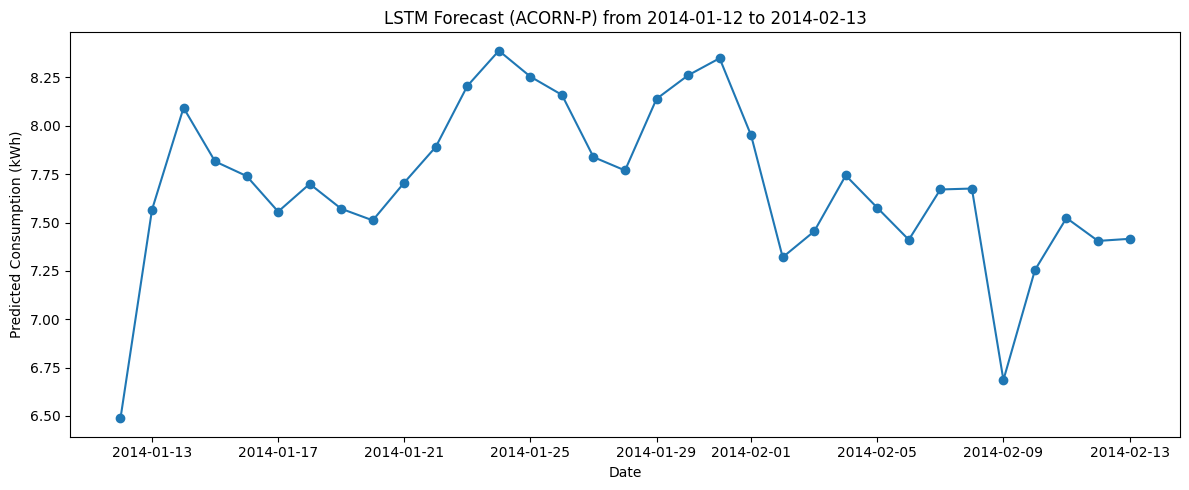 LSTM Forecast (ACORN-P) from 2014-01-12 to 2014-02-13
Predicted Consumption (kWh)
8.25
8.00
7.75
7.50
7.25
7.00
6.75
6.50
2014-01-13 2014-01-17 2014-01-21 2014-01-25 2014-01-29 2014-02-01 2014-02-05 2014-02-09 2014-02-13
Date